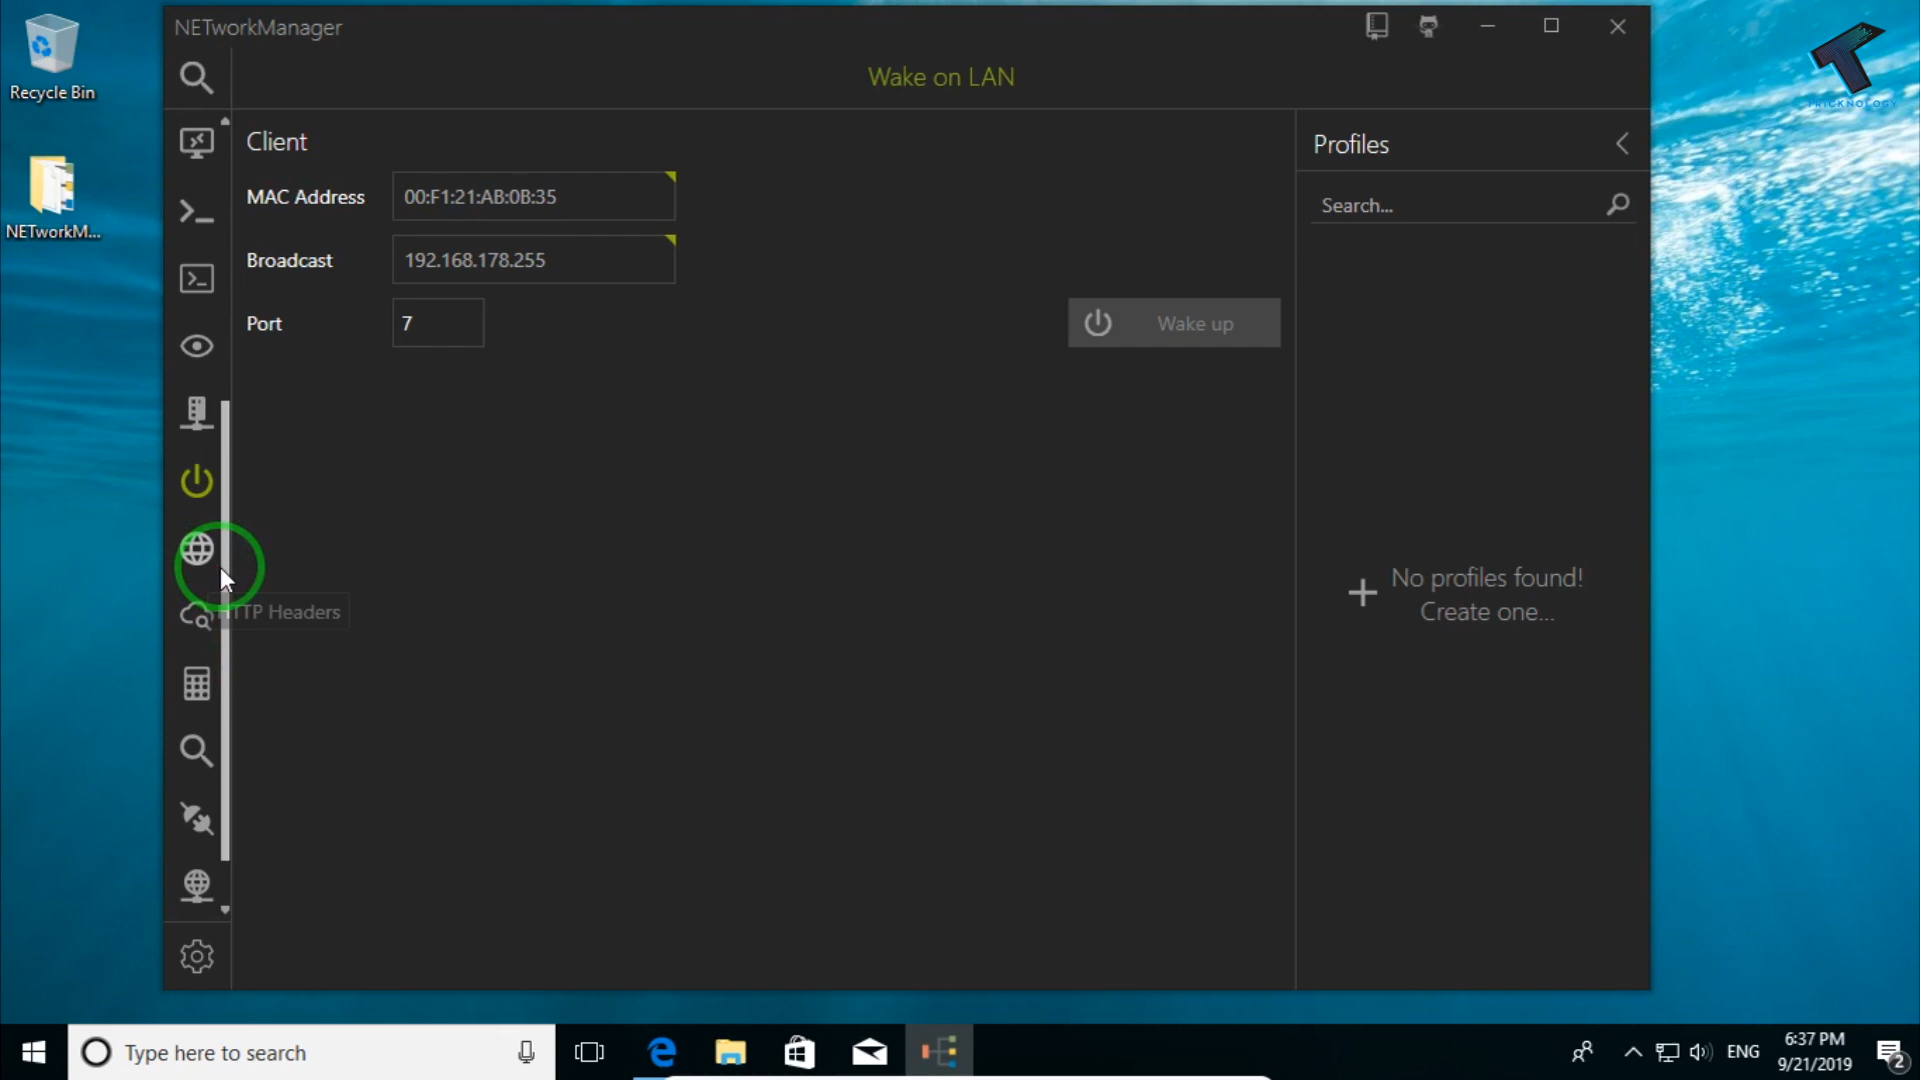 Recycle Bin
NETworkM...
NETworkManager
Wake on LAN
Client
MAC Address
00:F1:21:AB:0B:35
Broadcast
192.168.178.255
Port
7
Wake up
TTP Headers
Profiles
Search...
No profiles found!
Create one...
TRICKNOLOGY
Type here to search
ENG
6:37 PM
9/21/2019
2